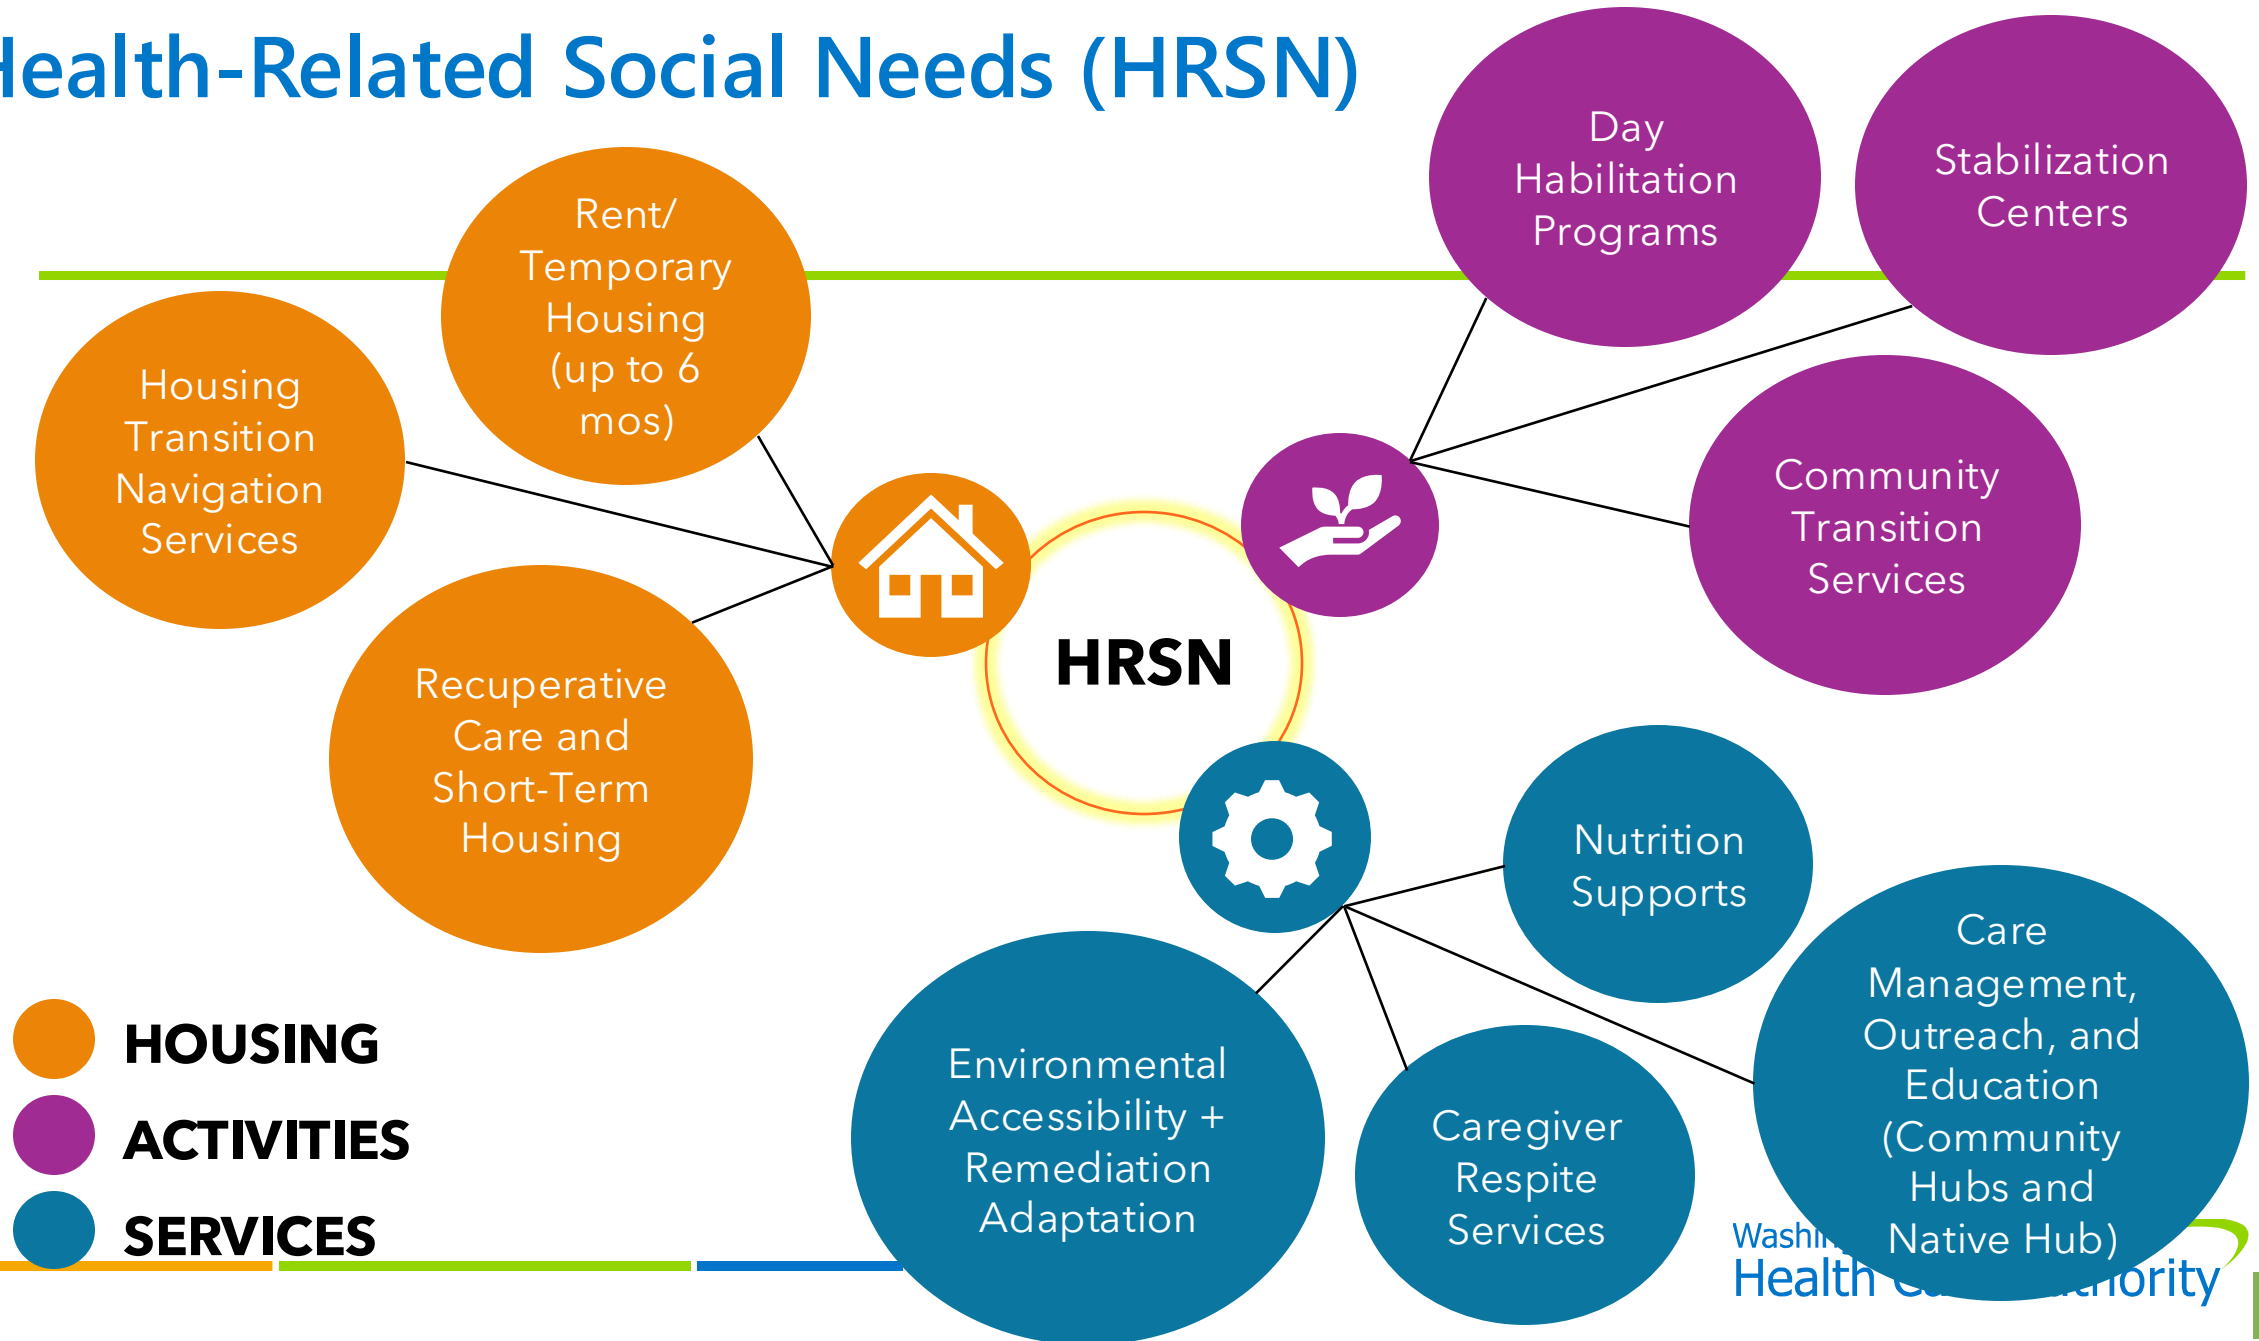 Health-Related Social Needs (HRSN)
Rent/
Temporary
Housing
(up to 6
mos)
Housing
Transition
Navigation
Services
Recuperative
Care and
Short-Term
Housing
Day
Habilitation
Programs
Stabilization
Centers
Community
Transition
Services
HRSN
Nutrition
Supports
Care
Management,
Outreach, and
Education
(Community
Hubs and
Native Hub)
Caregiver
Respite
Services
Environmental
Accessibility +
Remediation
Adaptation
HOUSING
ACTIVITIES
SERVICES
Health